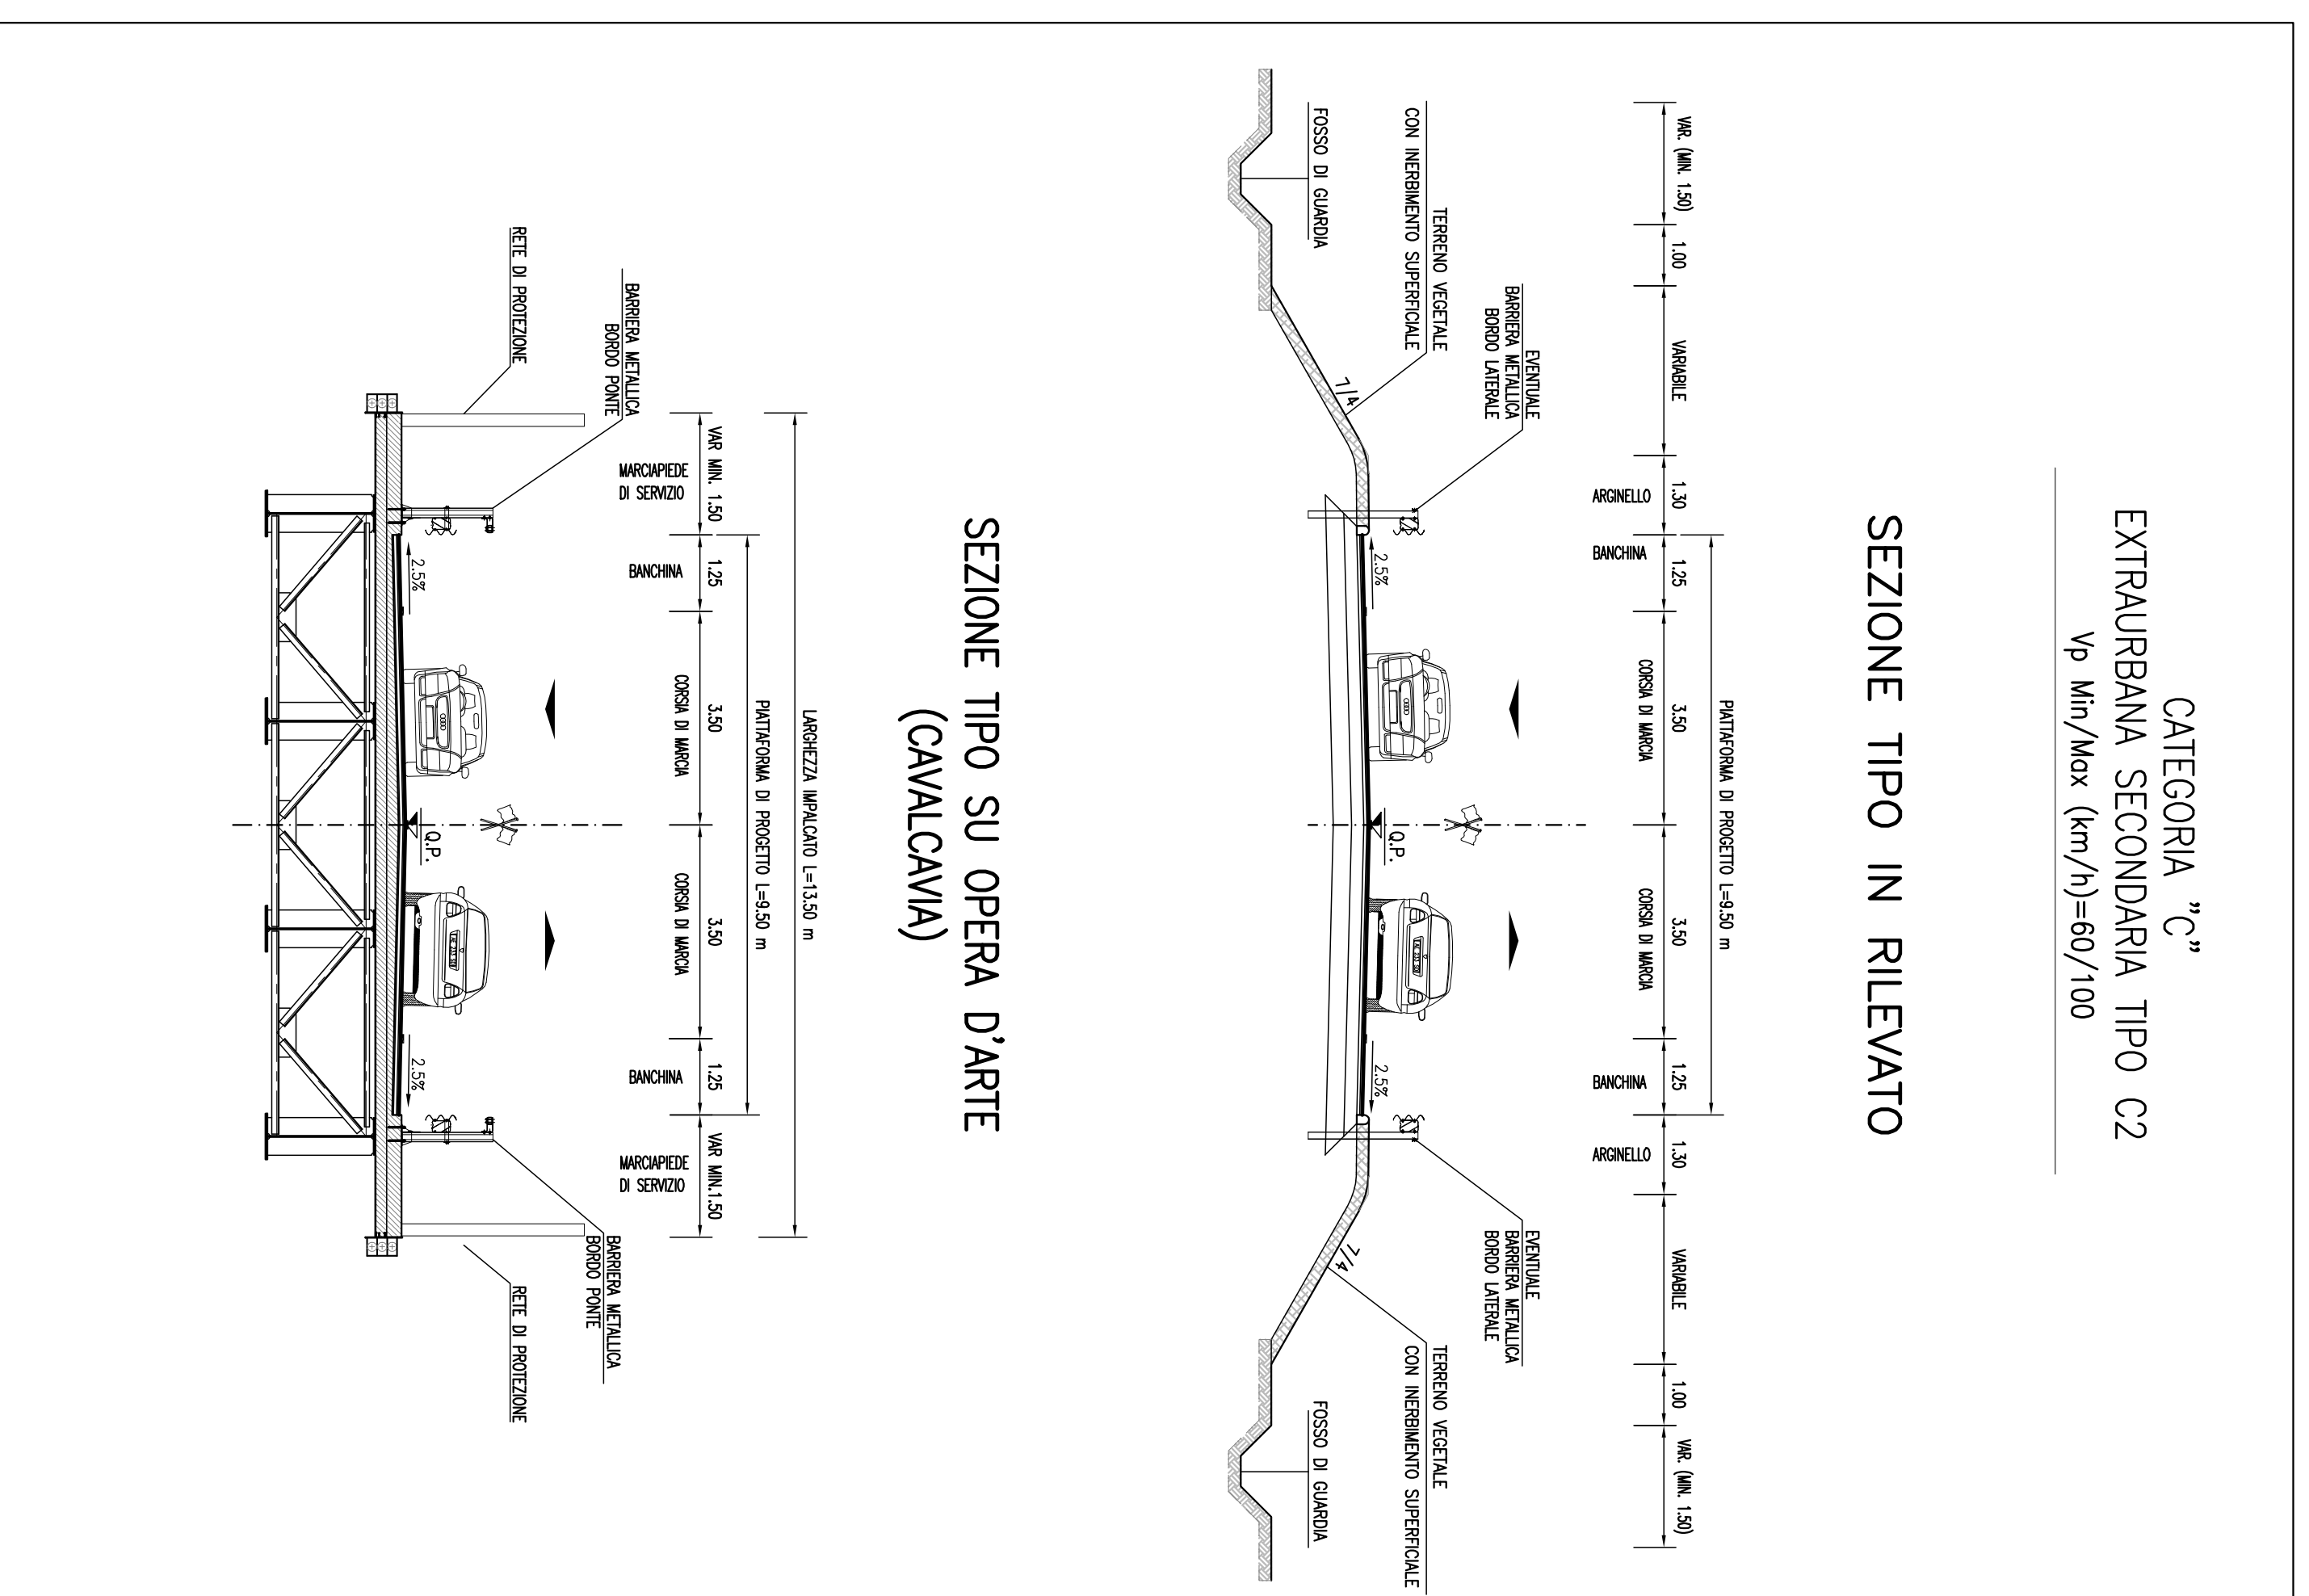 CATEGORIA "C"
EXTRAURBANA SECONDARIA TIPO C2
Vp Min/Max (km/h)=60/100
SEZIONE TIPO IN RILEVATO
PIATTAFORMA DI PROGETTO L=9.50 m
VAR. (MIN. 1.50) 1.00 VARIABILE 1.30 1.25 3.50 3.50 1.25 1.30 VARIABILE 1.00 VAR. (MIN. 1.50)
ARGINELLO BANCHINA CORSIA DI MARCIA CORSIA DI MARCIA BANCHINA ARGINELLO
EVENTUALE
BARRIERA METALLICA
BORDO LATERALE
EVENTUALE
BARRIERA METALLICA
BORDO LATERALE
TERRENO VEGETALE
CON INERBIMENTO SUPERFICIALE
TERRENO VEGETALE
CON INERBIMENTO SUPERFICIALE
Q.P.
2.5% 2.5%
7/4 7/4
FOSSO DI GUARDIA FOSSO DI GUARDIA
SEZIONE TIPO SU OPERA D'ARTE
(CAVALCAVIA)
LARGHEZZA IMPALCATO L=13.50 m
PIATTAFORMA DI PROGETTO L=9.50 m
VAR MIN. 1.50 1.25 3.50 3.50 1.25 VAR MIN.1.50
MARCIAPIEDE
DI SERVIZIO
BANCHINA CORSIA DI MARCIA CORSIA DI MARCIA BANCHINA
MARCIAPIEDE
DI SERVIZIO
BARRIERA METALLICA
BORDO PONTE
BARRIERA METALLICA
BORDO PONTE
RETE DI PROTEZIONE RETE DI PROTEZIONE
Q.P.
2.5% 2.5%